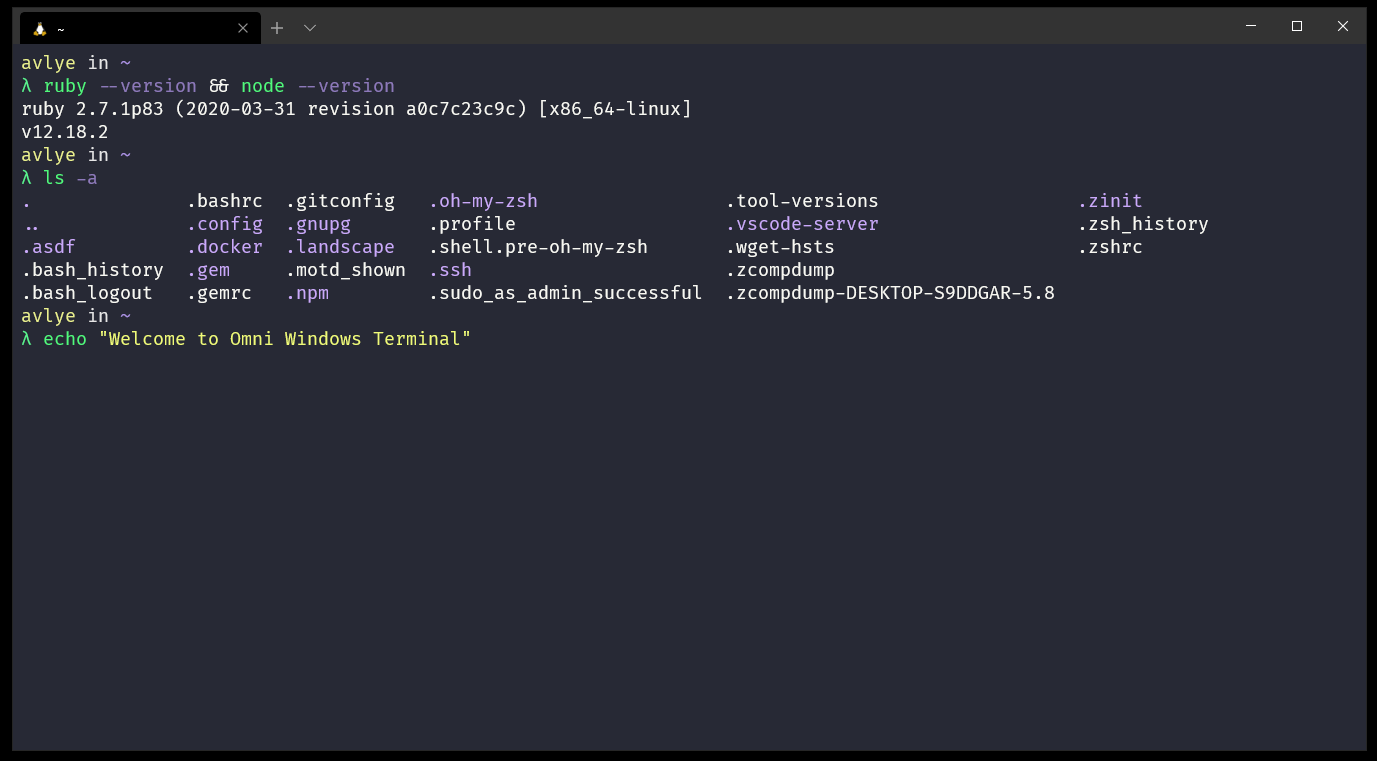 ~
avlye in ~
λ ruby --version && node --version
ruby 2.7.1p83 (2020-03-31 revision a0c7c23c9c) [x86_64-linux]
v12.18.2
avlye in ~
λ ls -a
. .bashrc .gitconfig .oh-my-zsh .tool-versions .zinit
.. .config .gnupg .profile .vscode-server .zsh_history
.asdf .docker .landscape .shell.pre-oh-my-zsh .wget-hsts .zshrc
.bash_history .gem .motd_shown .ssh .zcompdump
.bash_logout .gemrc .npm .sudo_as_admin_successful .zcompdump-DESKTOP-S9DDGAR-5.8
avlye in ~
λ echo "Welcome to Omni Windows Terminal"